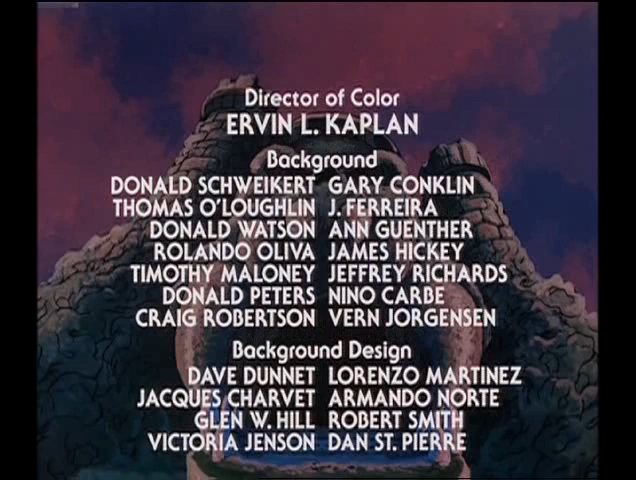 Director of Color
ERVIN L. KAPLAN
Background
DONALD SCHWEIKERT GARY CONKLIN
THOMAS O'LOUGHLIN J. FERREIRA
DONALD WATSON ANN GUENTHER
ROLANDO OLIVA JAMES HICKEY
TIMOTHY MALONEY JEFFREY RICHARDS
DONALD PETERS NINO CARBE
CRAIG ROBERTSON VERN JORGENSEN
Background Design
DAVE DUNNET LORENZO MARTINEZ
JACQUES CHARVET ARMANDO NORTE
GLEN W. HILL ROBERT SMITH
VICTORIA JENSON DAN ST. PIERRE